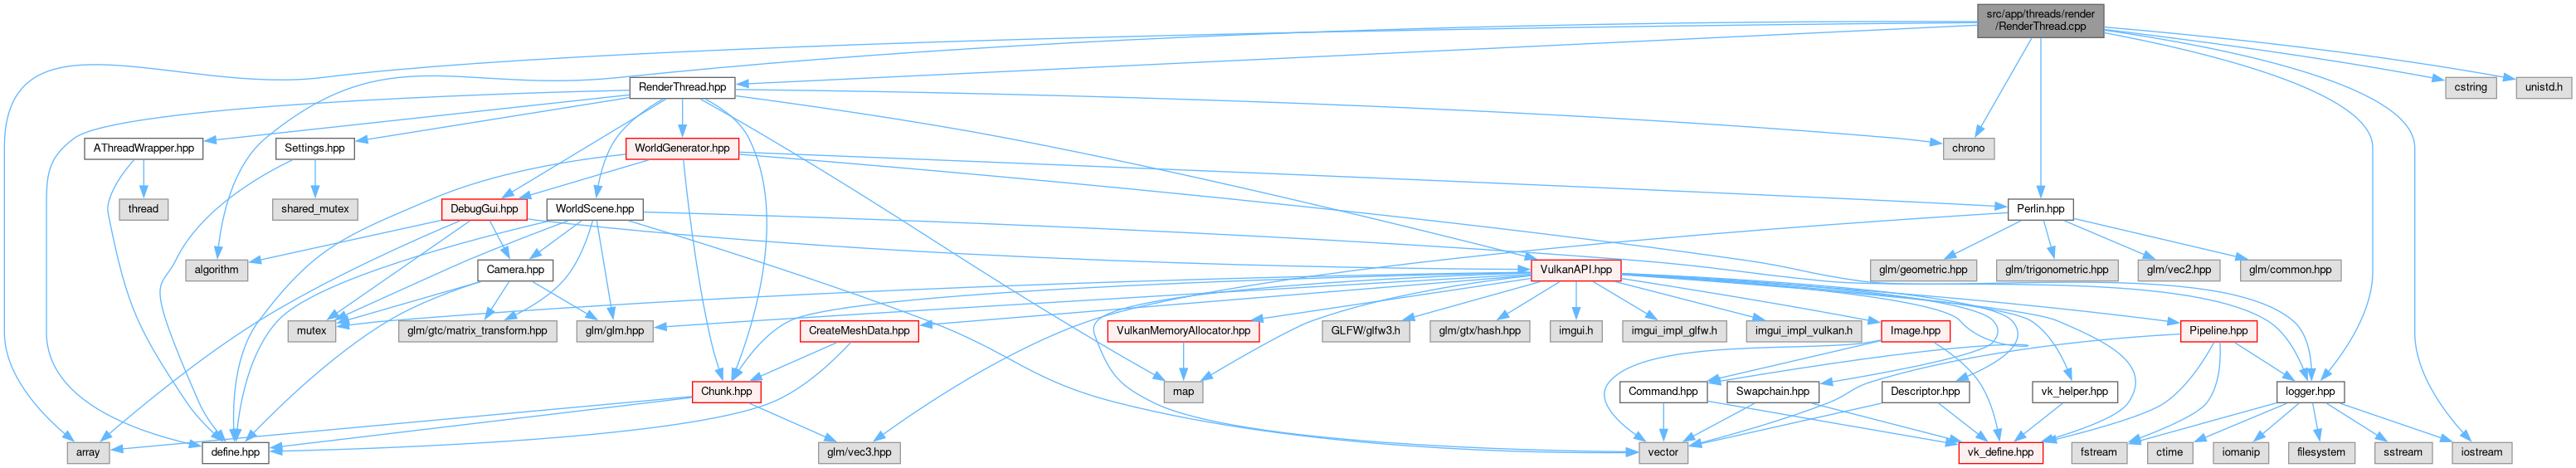 src/app/threads/render
/RenderThread.cpp
RenderThread.hpp
cstring
unistd.h
AThreadWrapper.hpp
Settings.hpp
WorldGenerator.hpp
chrono
thread
shared_mutex
DebugGui.hpp
WorldScene.hpp
Perlin.hpp
algorithm
Camera.hpp
VulkanAPI.hpp
glm/geometric.hpp
glm/trigonometric.hpp
glm/vec2.hpp
glm/common.hpp
mutex
glm/gtc/matrix_transform.hpp
glm/glm.hpp
CreateMeshData.hpp
VulkanMemoryAllocator.hpp
GLFW/glfw3.h
glm/gtx/hash.hpp
imgui.h
imgui_impl_glfw.h
imgui_impl_vulkan.h
Image.hpp
Pipeline.hpp
Chunk.hpp
map
Command.hpp
Swapchain.hpp
Descriptor.hpp
vk_helper.hpp
logger.hpp
array
define.hpp
glm/vec3.hpp
vector
vk_define.hpp
fstream
ctime
iomanip
filesystem
sstream
iostream